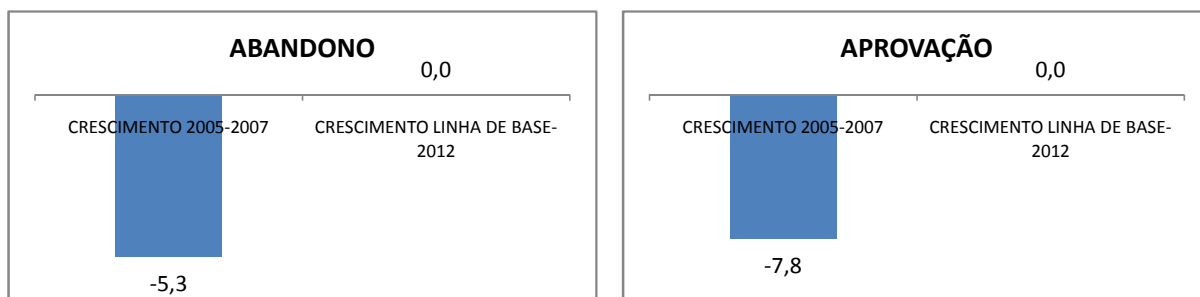 ABANDONO
0,0
CRESCIMENTO 2005-2007
CRESCIMENTO LINHA DE BASE-
2012
-5,3
APROVAÇÃO
0,0
CRESCIMENTO 2005-2007
CRESCIMENTO LINHA DE BASE-
2012
-7,8